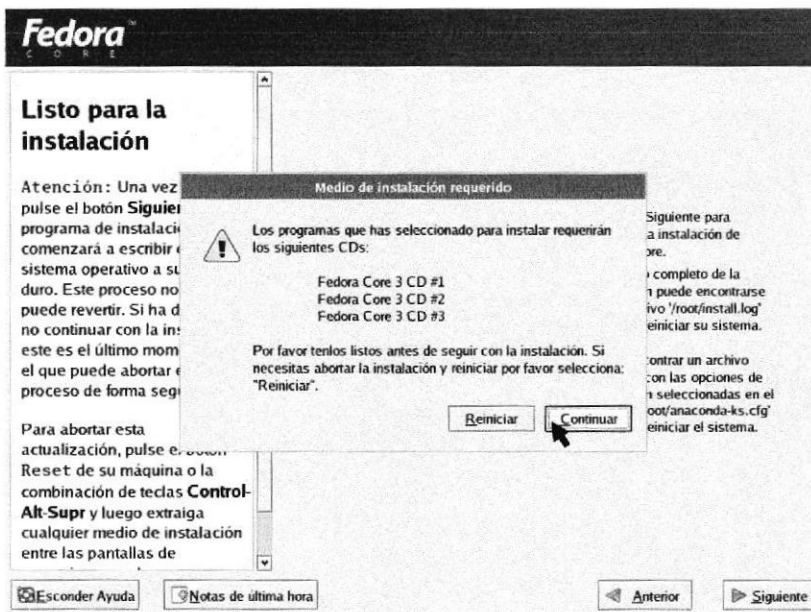 Fedora™
CORE
Listo para la
instalación
Atención: Una vez
pulse el botón Siguien
programa de instalaci
comenzará a escribir
sistema operativo a su
duro. Este proceso no
puede revertir. Si ha d
no continuar con la ins
este es el último mom
el que puede abortar
proceso de forma seg
Para abortar esta
actualización, pulse e
Reset de su máquina o la
combinación de teclas Control-
Alt-Supr y luego extraiga
cualquier medio de instalación
entre las pantallas de
Medio de instalación requerido
Los programas que has seleccionado para instalar requerirán
los siguientes CDs:
Fedora Core 3 CD #1
Fedora Core 3 CD #2
Fedora Core 3 CD #3
Por favor tenlos listos antes de seguir con la instalación. Si
necesitas abortar la instalación y reiniciar por favor selecciona:
"Reiniciar".
Reiniciar
Continuar
Siguiente para
a instalación de
ore.
completo de la
n puede encontrarse
ivo '/root/install.log'
einiciar su sistema.
ontrar un archivo
con las opciones de
n seleccionadas en el
oot/anaconda-ks.cfg'
einiciar el sistema.
Esconder Ayuda
Notas de última hora
Anterior
Siguiente